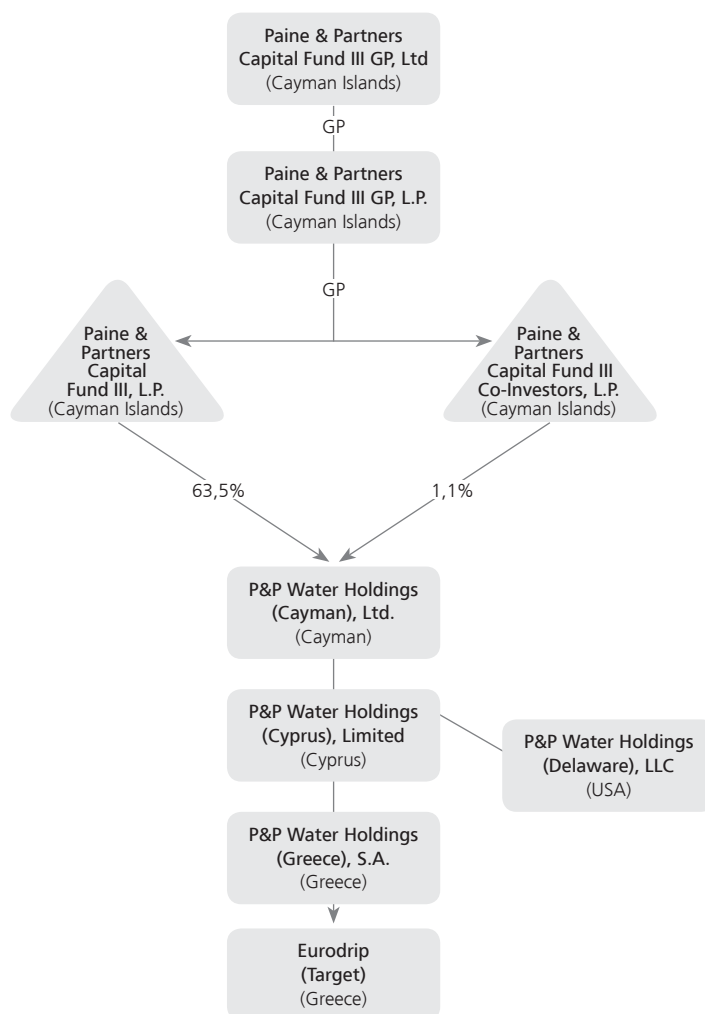 Paine & Partners
Capital Fund III GP, Ltd
(Cayman Islands)
GP
Paine & Partners
Capital Fund III GP, L.P.
(Cayman Islands)
GP
Paine &
Partners
Capital
Fund III, L.P.
(Cayman Islands)
Paine &
Partners
Capital Fund III
Co-Investors, L.P.
(Cayman Islands)
63,5%
1,1%
P&P Water Holdings
(Cayman), Ltd.
(Cayman)
P&P Water Holdings
(Cyprus), Limited
(Cyprus)
P&P Water Holdings
(Delaware), LLC
(USA)
P&P Water Holdings
(Greece), S.A.
(Greece)
Eurodrip
(Target)
(Greece)